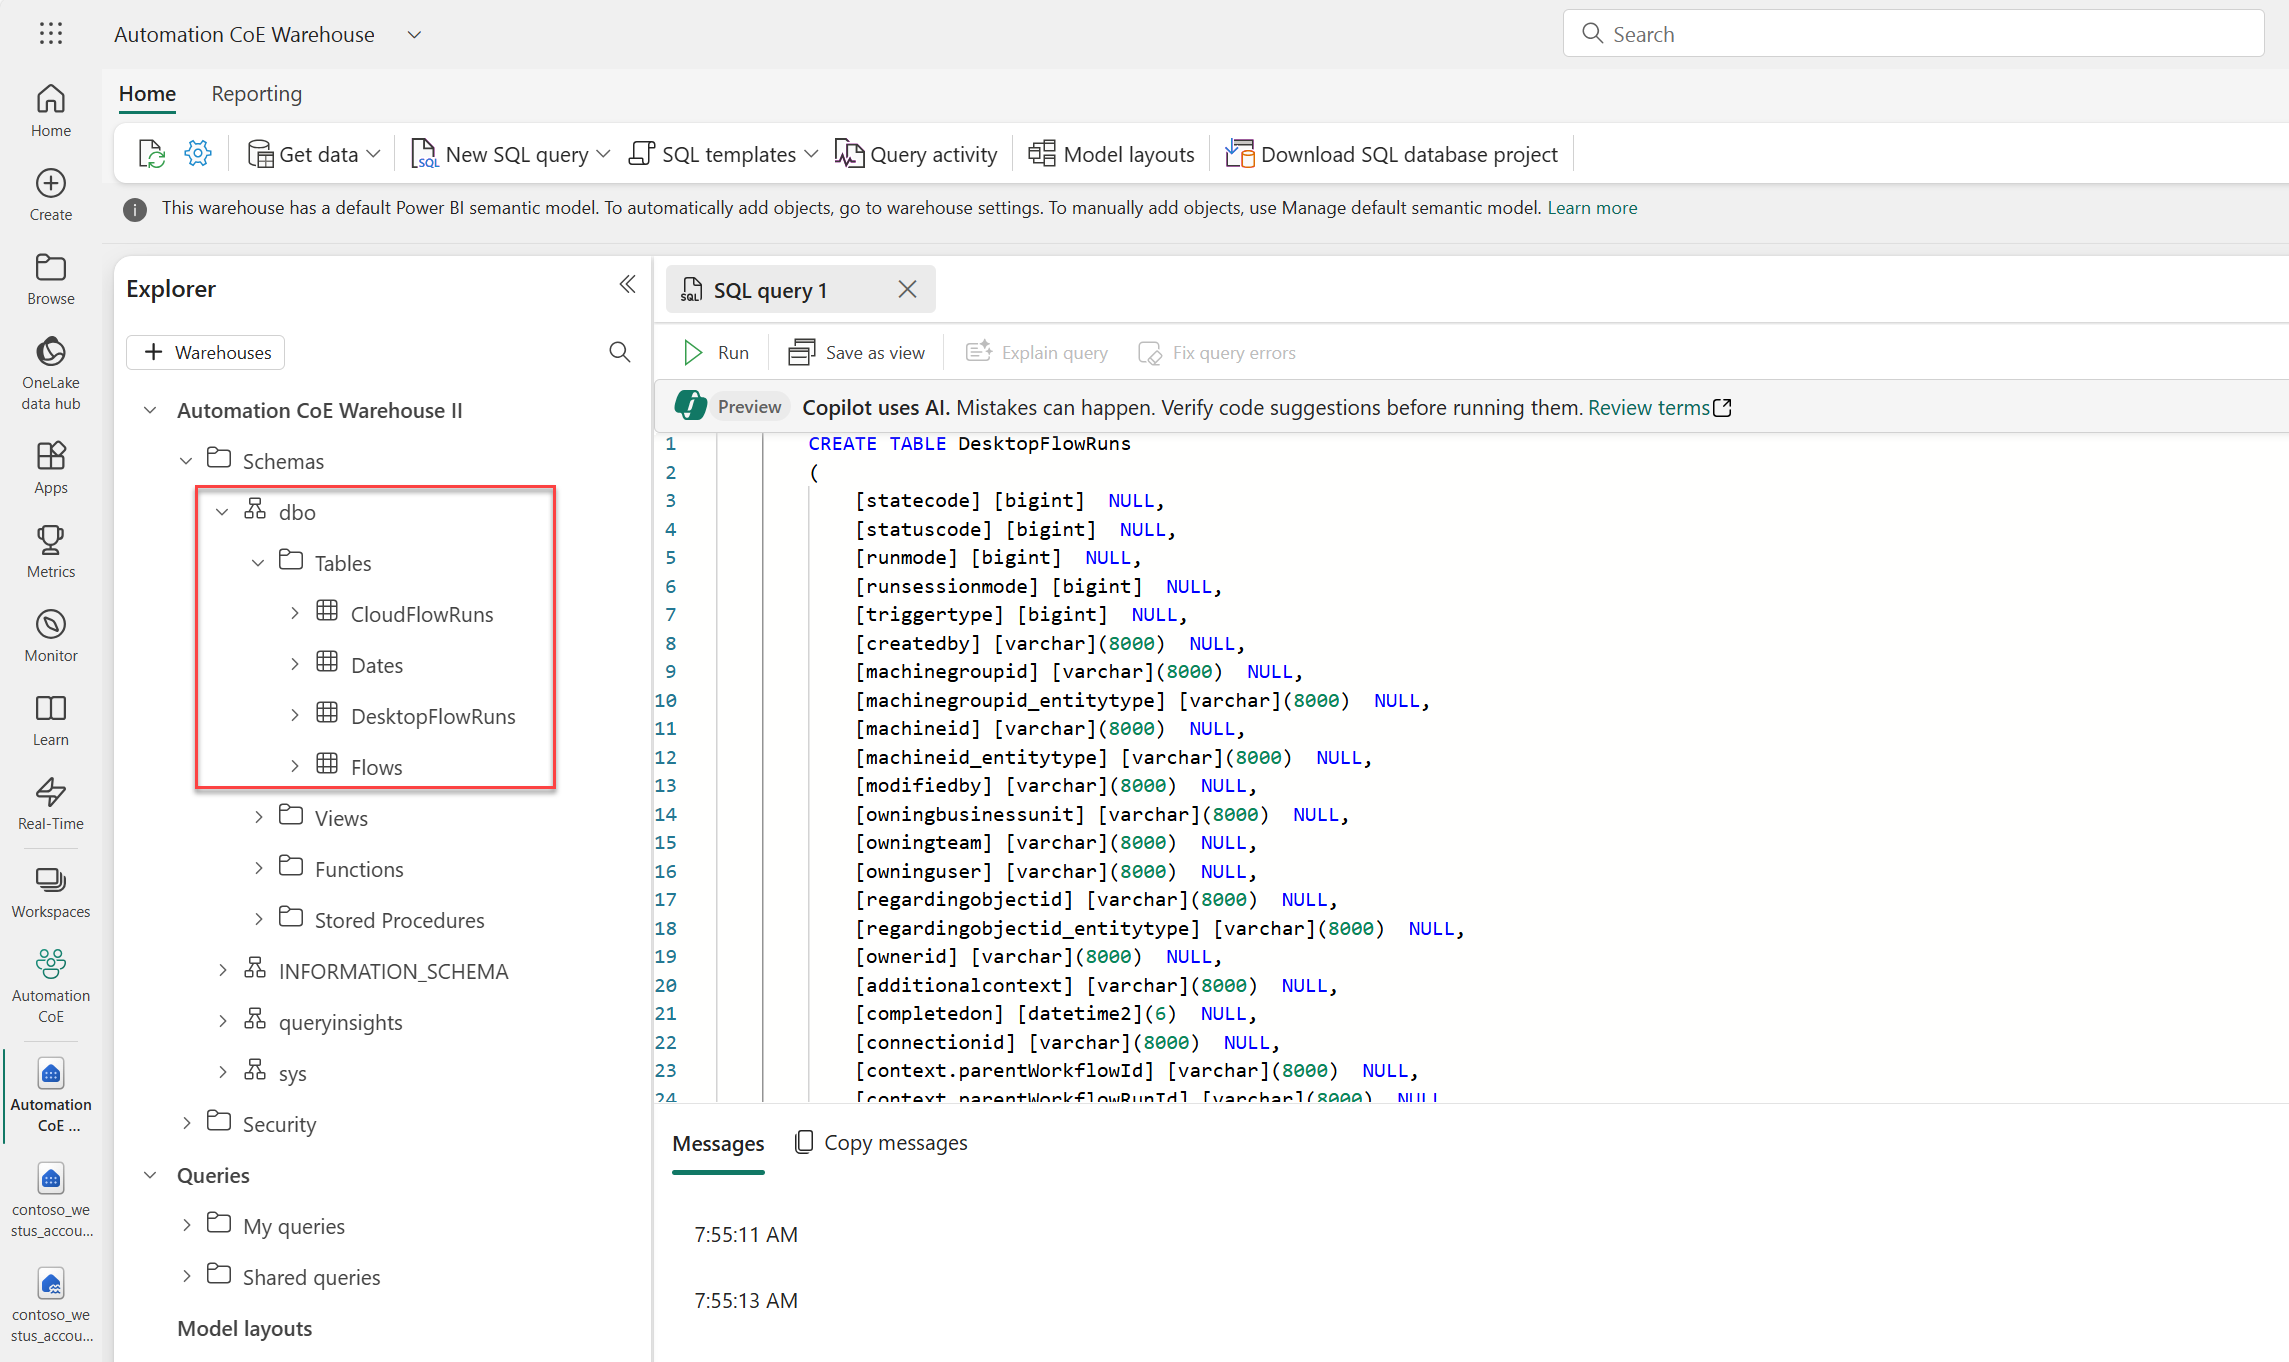 Automation CoE Warehouse
Search
Home
Reporting
Get data
New SQL query
SQL templates
Query activity
Model layouts
Download SQL database project
This warehouse has a default Power BI semantic model. To automatically add objects, go to warehouse settings. To manually add objects, use Manage default semantic model. Learn more
Home
Create
Browse
OneLake
data hub
Apps
Metrics
Monitor
Learn
Real-Time
Workspaces
Automation
CoE
Automation
CoE ...
contoso_we
stus_accou...
contoso_we
stus_accou...
Explorer
+ Warehouses
Automation CoE Warehouse II
Schemas
dbo
Tables
CloudFlowRuns
Dates
DesktopFlowRuns
Flows
Views
Functions
Stored Procedures
INFORMATION_SCHEMA
queryinsights
sys
Security
Queries
My queries
Shared queries
Model layouts
SQL query 1
Run
Save as view
Explain query
Fix query errors
Preview Copilot uses AI. Mistakes can happen. Verify code suggestions before running them. Review terms
1 CREATE TABLE DesktopFlowRuns
2 (
3 [statecode] [bigint]  NULL,
4 [statuscode] [bigint]  NULL,
5 [runmode] [bigint]  NULL,
6 [runsessionmode] [bigint]  NULL,
7 [triggertype] [bigint]  NULL,
8 [createdby] [varchar](8000)  NULL,
9 [machinegroupid] [varchar](8000)  NULL,
10 [machinegroupid_entitytype] [varchar](8000)  NULL,
11 [machineid] [varchar](8000)  NULL,
12 [machineid_entitytype] [varchar](8000)  NULL,
13 [modifiedby] [varchar](8000)  NULL,
14 [owningbusinessunit] [varchar](8000)  NULL,
15 [owningteam] [varchar](8000)  NULL,
16 [owninguser] [varchar](8000)  NULL,
17 [regardingobjectid] [varchar](8000)  NULL,
18 [regardingobjectid_entitytype] [varchar](8000)  NULL,
19 [ownerid] [varchar](8000)  NULL,
20 [additionalcontext] [varchar](8000)  NULL,
21 [completedon] [datetime2](6)  NULL,
22 [connectionid] [varchar](8000)  NULL,
23 [context.parentWorkflowId] [varchar](8000)  NULL,
24 [context.parentWorkflowRunId] [varchar](8000)  NULL
Messages
Copy messages
7:55:11 AM
7:55:13 AM